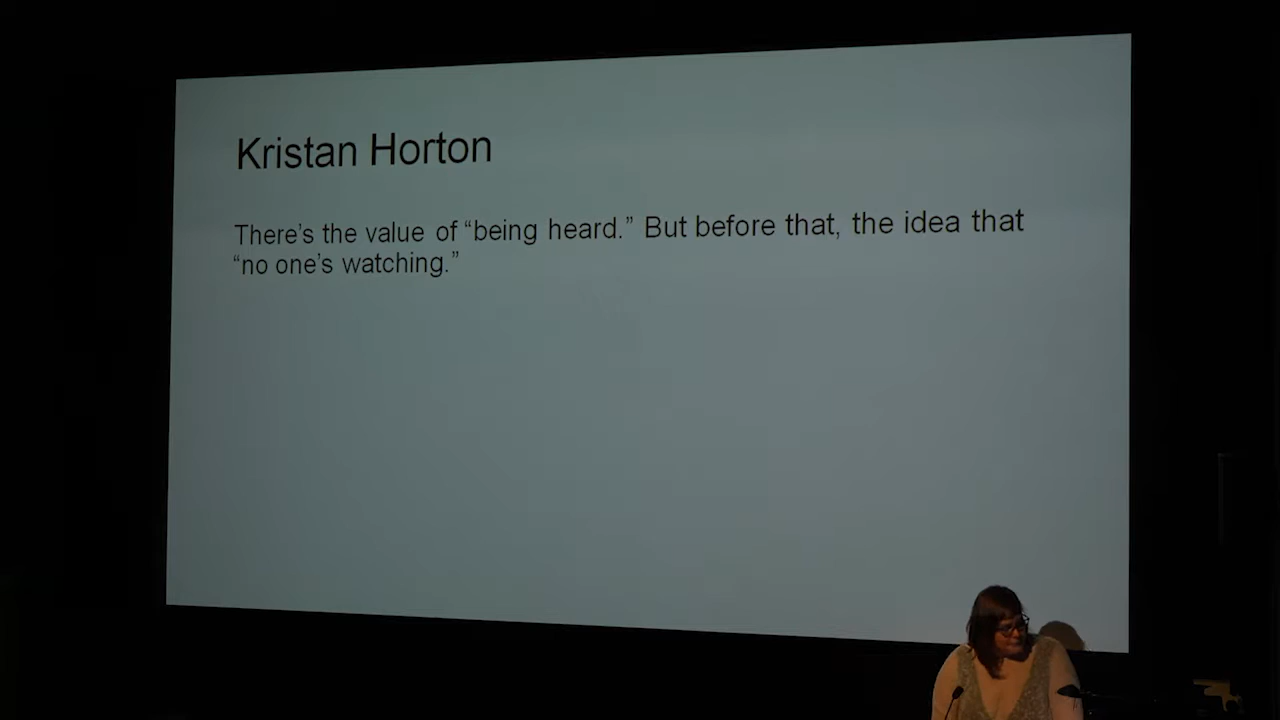 Kristan Horton
There’s the value of “being heard.” But before that, the idea that
“no one’s watching.”